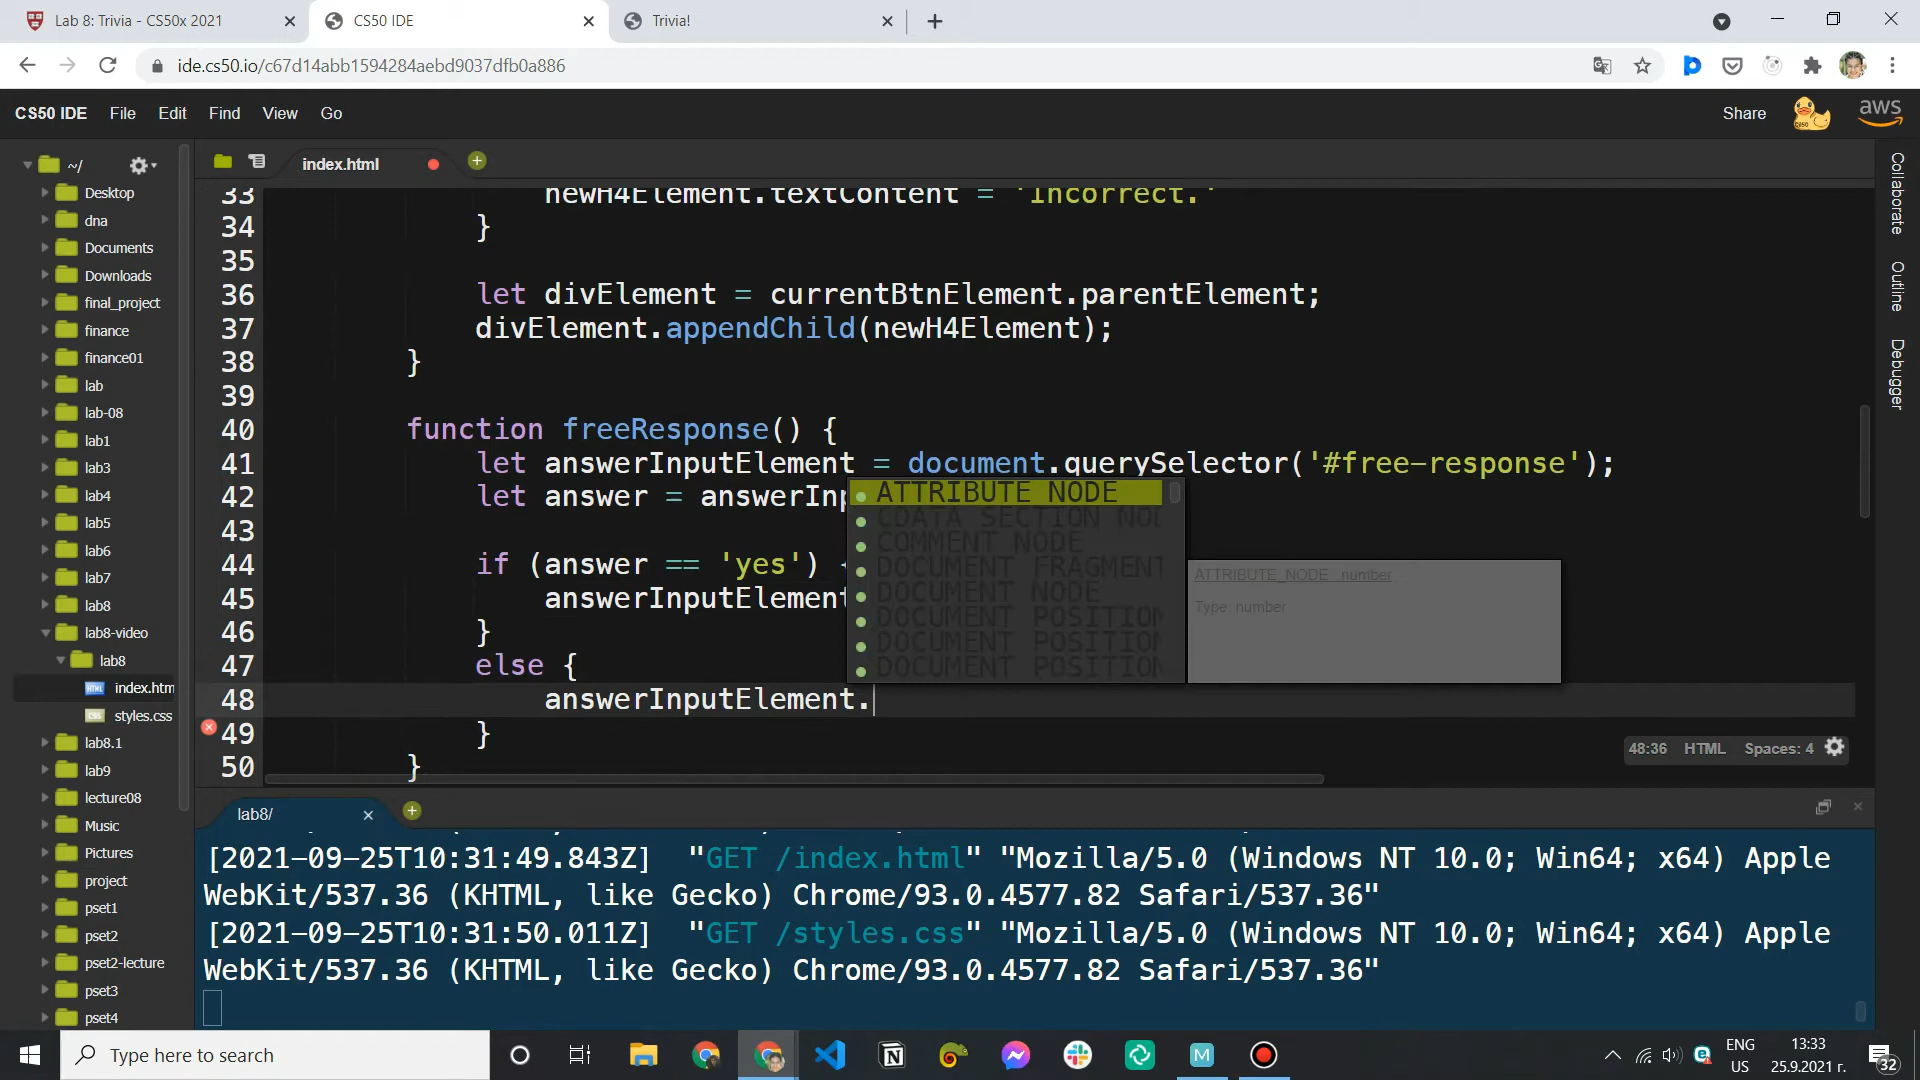 Lab 8: Trivia - CS50x 2021
CS50 IDE
Trivia!
ide.cs50.io/c67d14abb1594284aebd9037dfb0a886
CS50 IDE File Edit Find View Go
Share
aws
~/
Desktop
dna
Documents
Downloads
final_project
finance
finance01
lab
lab-08
lab1
lab3
lab4
lab5
lab6
lab7
lab8
lab8-video
lab8
index.htm
styles.css
lab8.1
lab9
lecture08
Music
Pictures
project
pset1
pset2
pset2-lecture
pset3
pset4
index.html
33 newH4Element.textContent = 'Incorrect.'
34 }
35
36 let divElement = currentBtnElement.parentElement;
37 divElement.appendChild(newH4Element);
38 }
39
40 function freeResponse() {
41 let answerInputElement = document.querySelector('#free-response');
42 let answer = answerInp
43
44 if (answer == 'yes') {
45 answerInputElement
46 }
47 else {
48 answerInputElement.
49 }
50 }
ATTRIBUTE_NODE
CDATA_SECTION_NOD
COMMENT_NODE
DOCUMENT_FRAGMENT
DOCUMENT_NODE
DOCUMENT_POSITION
DOCUMENT_POSITION
DOCUMENT_POSITION
ATTRIBUTE_NODE number
Type: number
48:36 HTML Spaces: 4
Collaborate
Outline
Debugger
lab8/
[2021-09-25T10:31:49.843Z] "GET /index.html" "Mozilla/5.0 (Windows NT 10.0; Win64; x64) Apple
WebKit/537.36 (KHTML, like Gecko) Chrome/93.0.4577.82 Safari/537.36"
[2021-09-25T10:31:50.011Z] "GET /styles.css" "Mozilla/5.0 (Windows NT 10.0; Win64; x64) Apple
WebKit/537.36 (KHTML, like Gecko) Chrome/93.0.4577.82 Safari/537.36"
Type here to search
ENG
US
13:33
25.9.2021 г.
32